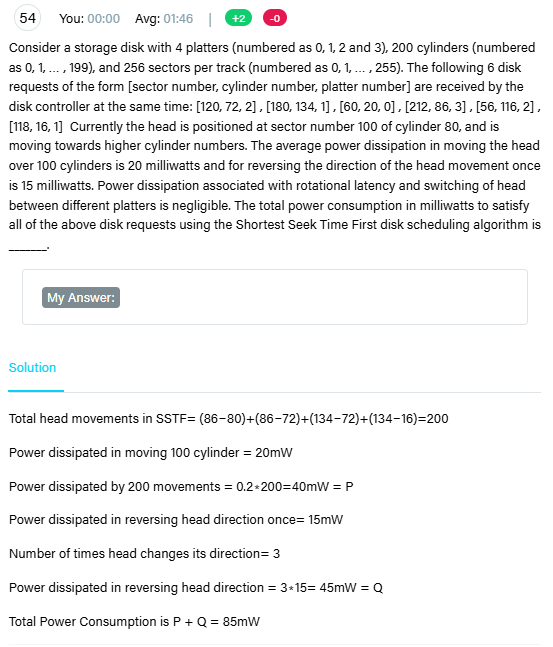 54 You: 00:00 Avg: 01:46 | +2 -0
Consider a storage disk with 4 platters (numbered as 0, 1, 2 and 3), 200 cylinders (numbered
as 0, 1, ... , 199), and 256 sectors per track (numbered as 0, 1, ... , 255). The following 6 disk
requests of the form [sector number, cylinder number, platter number] are received by the
disk controller at the same time: [120, 72, 2] , [180, 134, 1] , [60, 20, 0] , [212, 86, 3] , [56, 116, 2] ,
[118, 16, 1] Currently the head is positioned at sector number 100 of cylinder 80, and is
moving towards higher cylinder numbers. The average power dissipation in moving the head
over 100 cylinders is 20 milliwatts and for reversing the direction of the head movement once
is 15 milliwatts. Power dissipation associated with rotational latency and switching of head
between different platters is negligible. The total power consumption in milliwatts to satisfy
all of the above disk requests using the Shortest Seek Time First disk scheduling algorithm is
_______.
My Answer:
Solution
Total head movements in SSTF= (86−80)+(86−72)+(134−72)+(134−16)=200
Power dissipated in moving 100 cylinder = 20mW
Power dissipated by 200 movements = 0.2∗200=40mW = P
Power dissipated in reversing head direction once= 15mW
Number of times head changes its direction= 3
Power dissipated in reversing head direction = 3∗15= 45mW = Q
Total Power Consumption is P + Q = 85mW